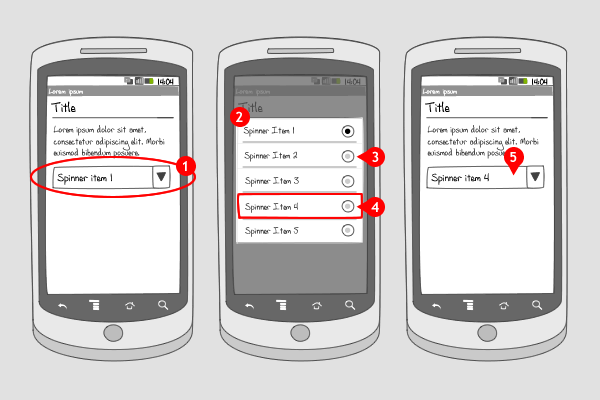 14:04
Lorem ipsum
Title
Lorem ipsum dolor sit amet,
consectetur adipiscing elit. Morbi
euismod bibendum posuere.
1
Spinner item 1
14:04
Lorem ipsum
Title
2
Spinner Item 1
Spinner Item 2
3
Spinner Item 3
Spinner Item 4
4
Spinner Item 5
14:04
Lorem ipsum
Title
Lorem ipsum dolor sit amet,
consectetur adipiscing elit. Morbi
euismod bibendum posuere.
5
Spinner item 4